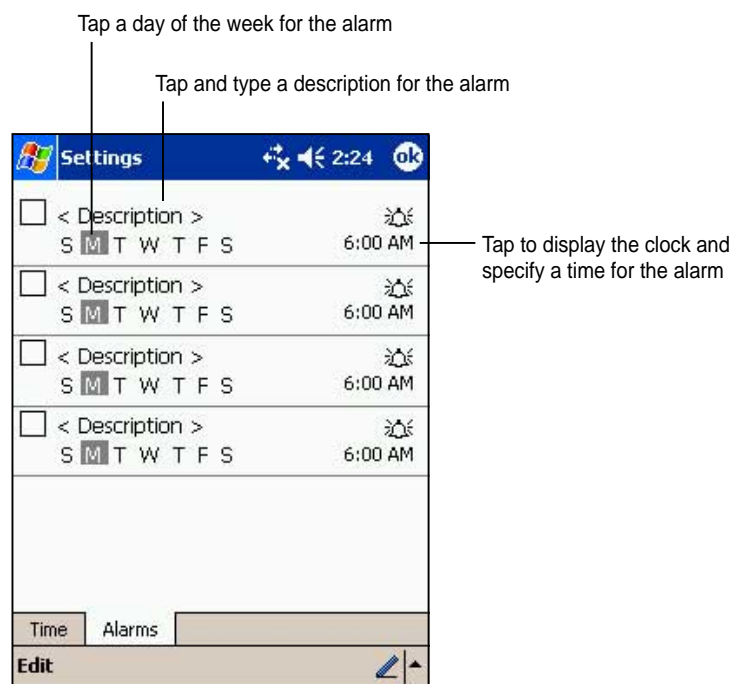 Tap a day of the week for the alarm
Tap and type a description for the alarm
Settings 2:24 ok
< Description >
S M T W T F S 6:00 AM
Tap to display the clock and
specify a time for the alarm
< Description >
S M T W T F S 6:00 AM
< Description >
S M T W T F S 6:00 AM
< Description >
S M T W T F S 6:00 AM
Time Alarms
Edit